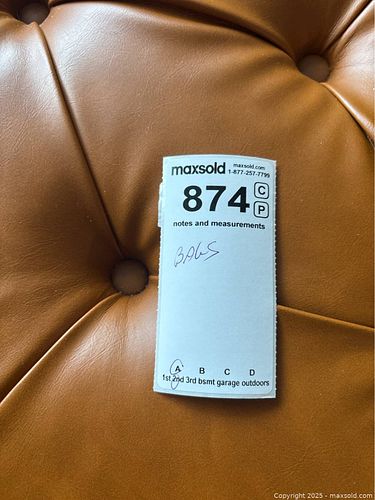 maxsold maxsold.com
1-877-257-7799
874 C
P
notes and measurements
BAGS
A B C D
1st 2nd 3rd bsmt garage outdoors
Copyright © 2025 - maxsold.com